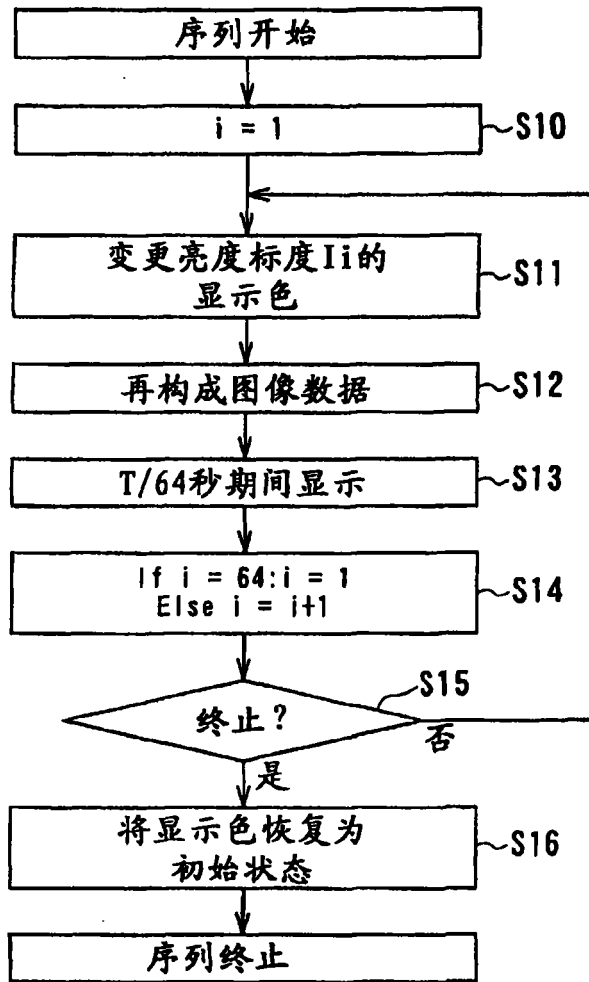 序列开始
i = 1
S10
变更亮度标度Ii的
显示色
S11
再构成图像数据
S12
T/64秒期间显示
S13
If i = 64:i = 1
Else i = i+1
S14
终止?
S15
否
是
将显示色恢复为
初始状态
S16
序列终止